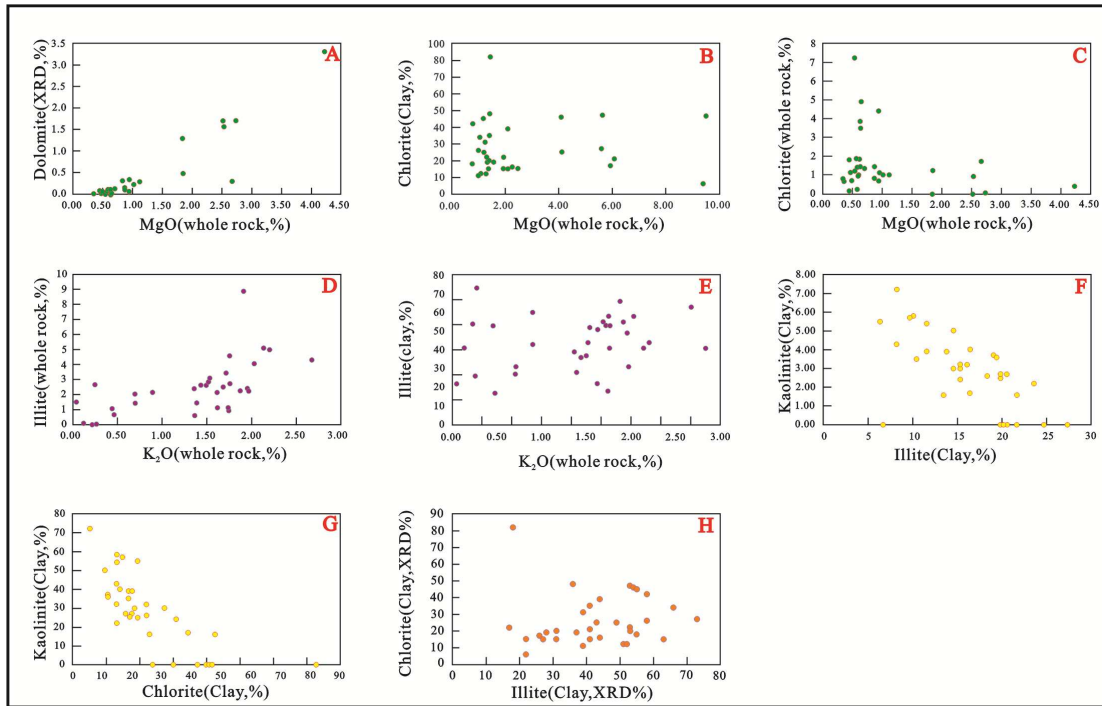 A
Dolomite(XRD,%)
3.5
3.0
2.5
2.0
1.5
1.0
0.5
0.0
0.00 0.50 1.00 1.50 2.00 2.50 3.00 3.50 4.00 4.50
MgO(whole rock,%)
B
Chlorite(Clay,%)
100
90
80
70
60
50
40
30
20
10
0.00 2.00 4.00 6.00 8.00 10.00
MgO(whole rock,%)
C
Chlorite(whole rock,%)
8
7
6
5
4
3
2
1
0
0.00 0.50 1.00 1.50 2.00 2.50 3.00 3.50 4.00 4.50
MgO(whole rock,%)
D
Illite(whole rock,%)
10
9
8
7
6
5
4
3
2
1
0
0.00 0.50 1.00 1.50 2.00 2.50 3.00
K₂O(whole rock,%)
E
Illite(clay,%)
80
70
60
50
40
30
20
10
0
0.00 0.50 1.00 1.50 2.00 2.50 3.00
K₂O(whole rock,%)
F
Kaolinite(Clay,%)
8.00
7.00
6.00
5.00
4.00
3.00
2.00
1.00
0.00
0 5 10 15 20 25 30
Illite(Clay,%)
G
Kaolinite(Clay,%)
80
70
60
50
40
30
20
10
0
0 10 20 30 40 50 60 70 80 90
Chlorite(Clay,%)
H
Chlorite(Clay,XRD%)
90
80
70
60
50
40
30
20
10
0
0 10 20 30 40 50 60 70 80
Illite(Clay,XRD%)